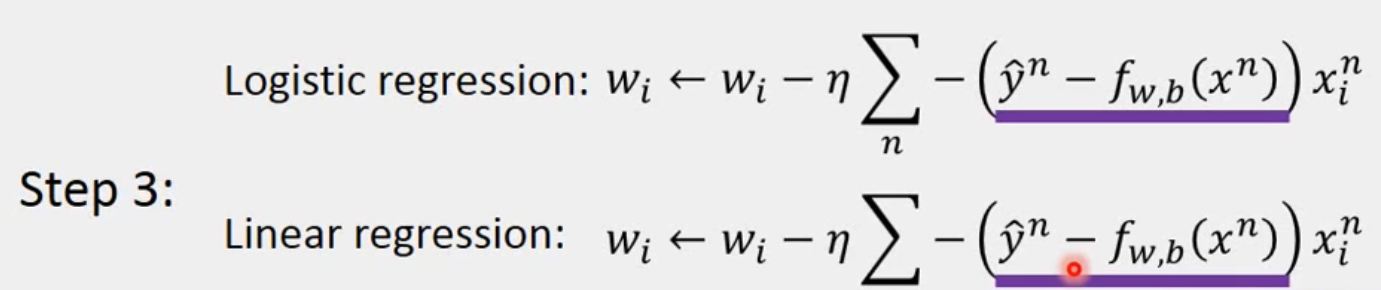 Logistic regression: wᵢ ← wᵢ − η ∑ₙ −(ŷⁿ − f_{w,b}(xⁿ)) xᵢⁿ
Step 3:
Linear regression: wᵢ ← wᵢ − η ∑ −(ŷⁿ − f_{w,b}(xⁿ)) xᵢⁿ